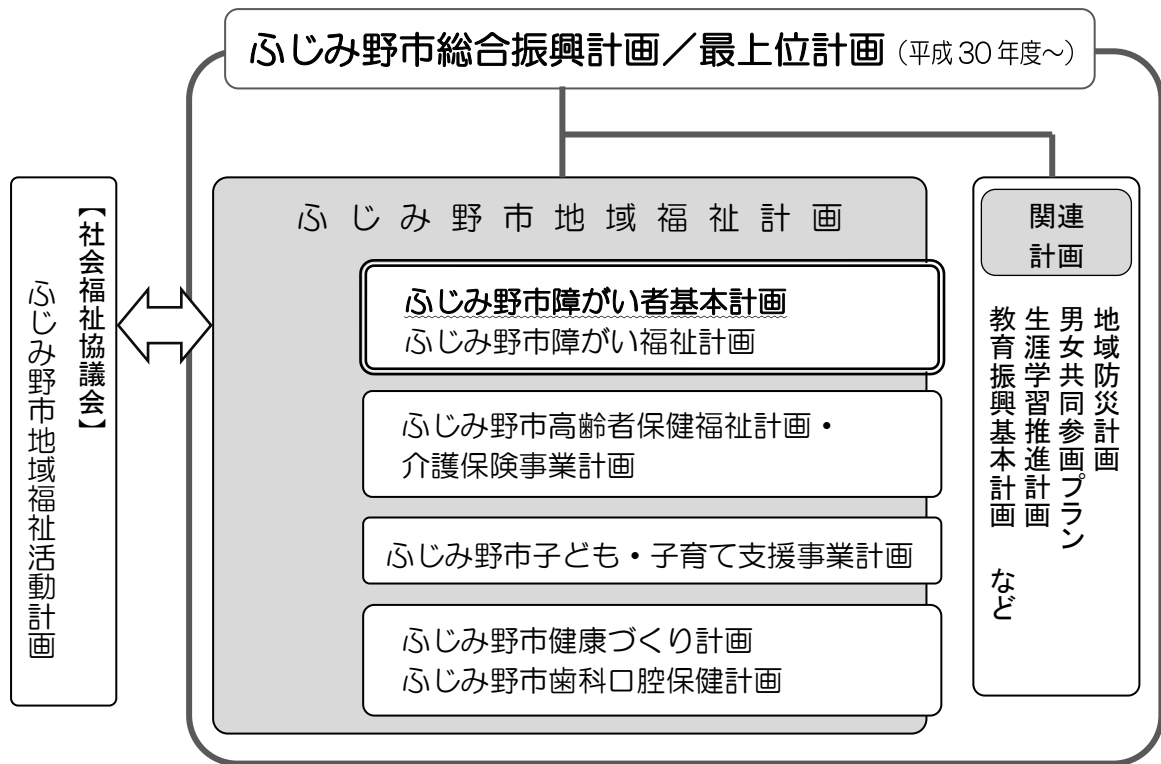 ふじみ野市総合振興計画／最上位計画（平成30年度～）
【社会福祉協議会】
ふじみ野市地域福祉活動計画
ふじみ野市地域福祉計画
ふじみ野市障がい者基本計画
ふじみ野市障がい福祉計画
ふじみ野市高齢者保健福祉計画・
介護保険事業計画
ふじみ野市子ども・子育て支援事業計画
ふじみ野市健康づくり計画
ふじみ野市歯科口腔保健計画
関連
計画
地域防災計画
男女共同参画プラン
生涯学習推進計画
教育振興基本計画　など